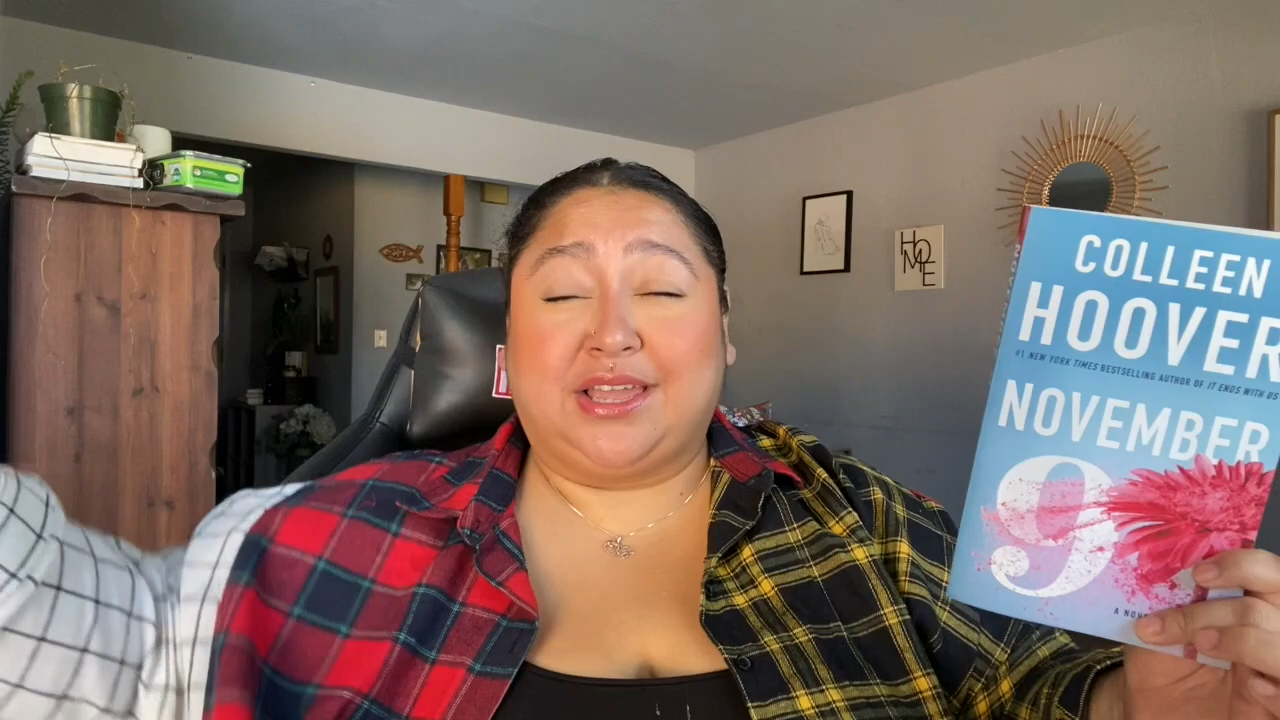 HOME
COLLEEN
HOOVER
#1 NEW YORK TIMES BESTSELLING AUTHOR OF IT ENDS WITH US
NOVEMBER
9